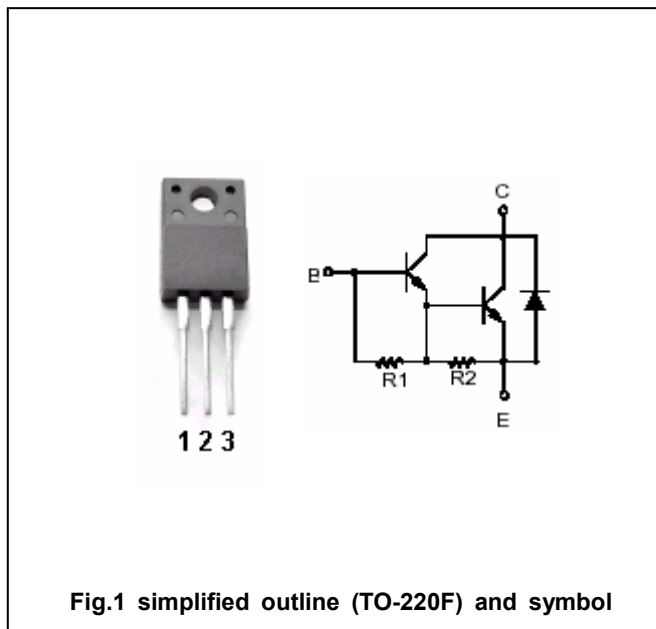 C
B
R1
R2
E
1 2 3
Fig.1 simplified outline (TO-220F) and symbol